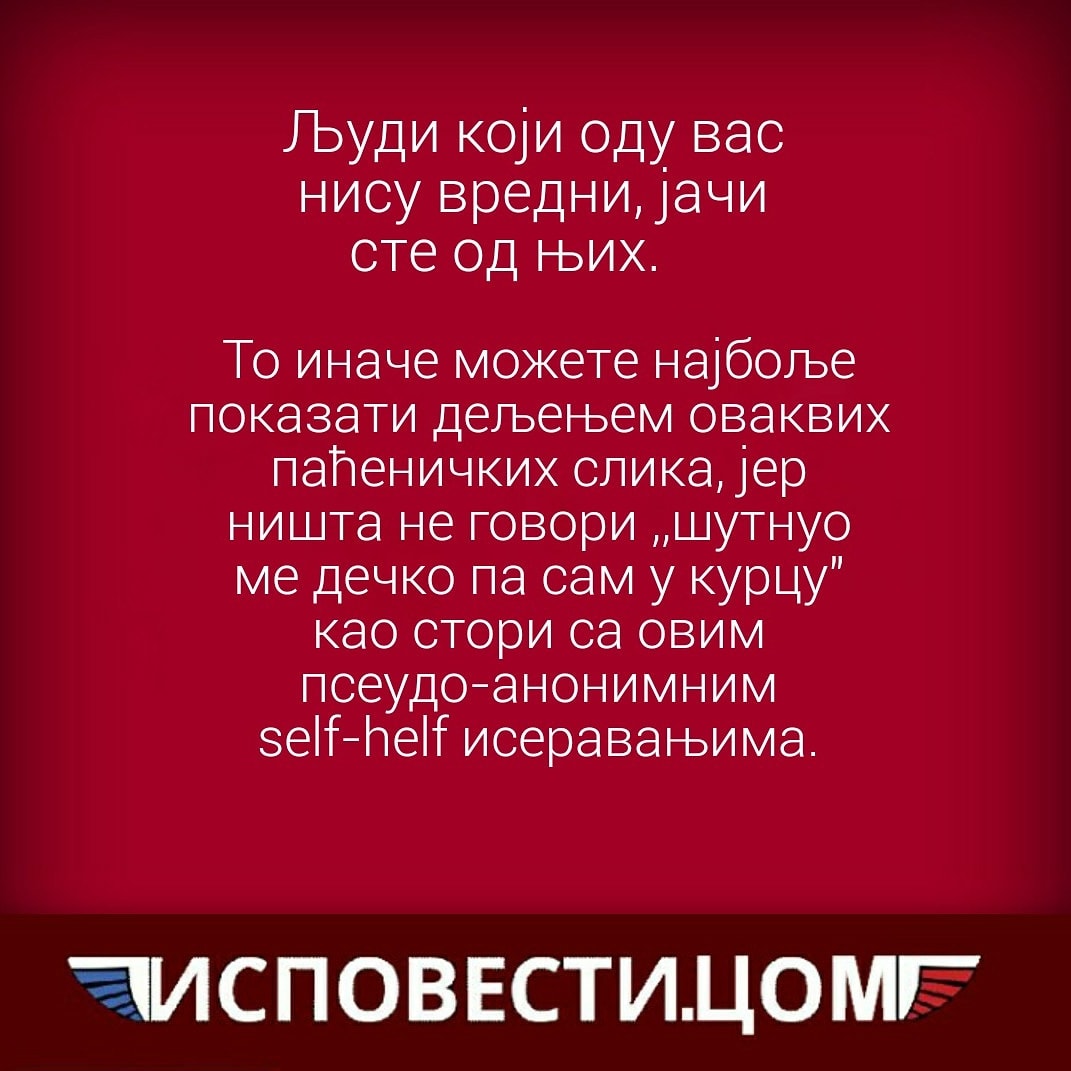 Људи који оду вас
нису вредни, јачи
сте од њих.
То иначе можете најбоље
показати дељењем оваквих
паћеничких слика, јер
ништа не говори ,,шутнуо
ме дечко па сам у курцу"
као стори са овим
псеудо-анонимним
self-helf исеравањима.
ИСПОВЕСТИ.ЦОМ